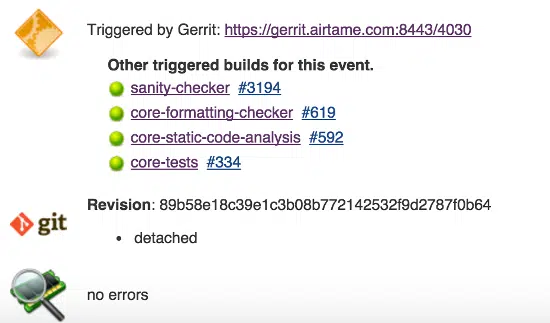 Triggered by Gerrit: https://gerrit.airtame.com:8443/4030
Other triggered builds for this event.
sanity-checker #3194
core-formatting-checker #619
core-static-code-analysis #592
core-tests #334
git
Revision: 89b58e18c39e1c3b08b772142532f9d2787f0b64
• detached
no errors